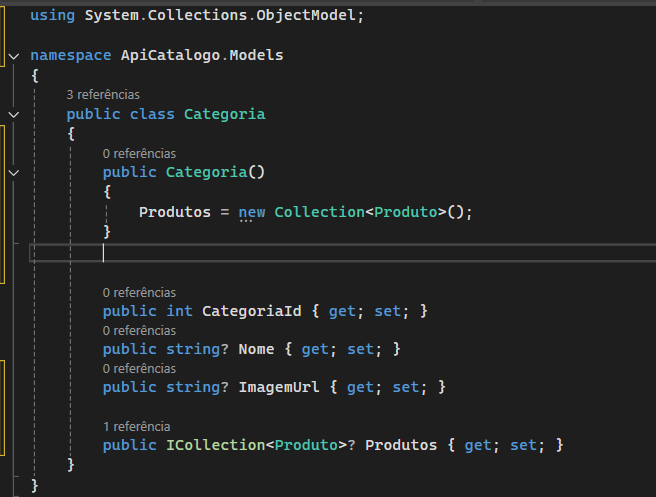 using System.Collections.ObjectModel;
namespace ApiCatalogo.Models
{
3 referências
public class Categoria
{
0 referências
public Categoria()
{
Produtos = new Collection<Produto>();
}
0 referências
public int CategoriaId { get; set; }
0 referências
public string? Nome { get; set; }
0 referências
public string? ImagemUrl { get; set; }
1 referência
public ICollection<Produto>? Produtos { get; set; }
}
}